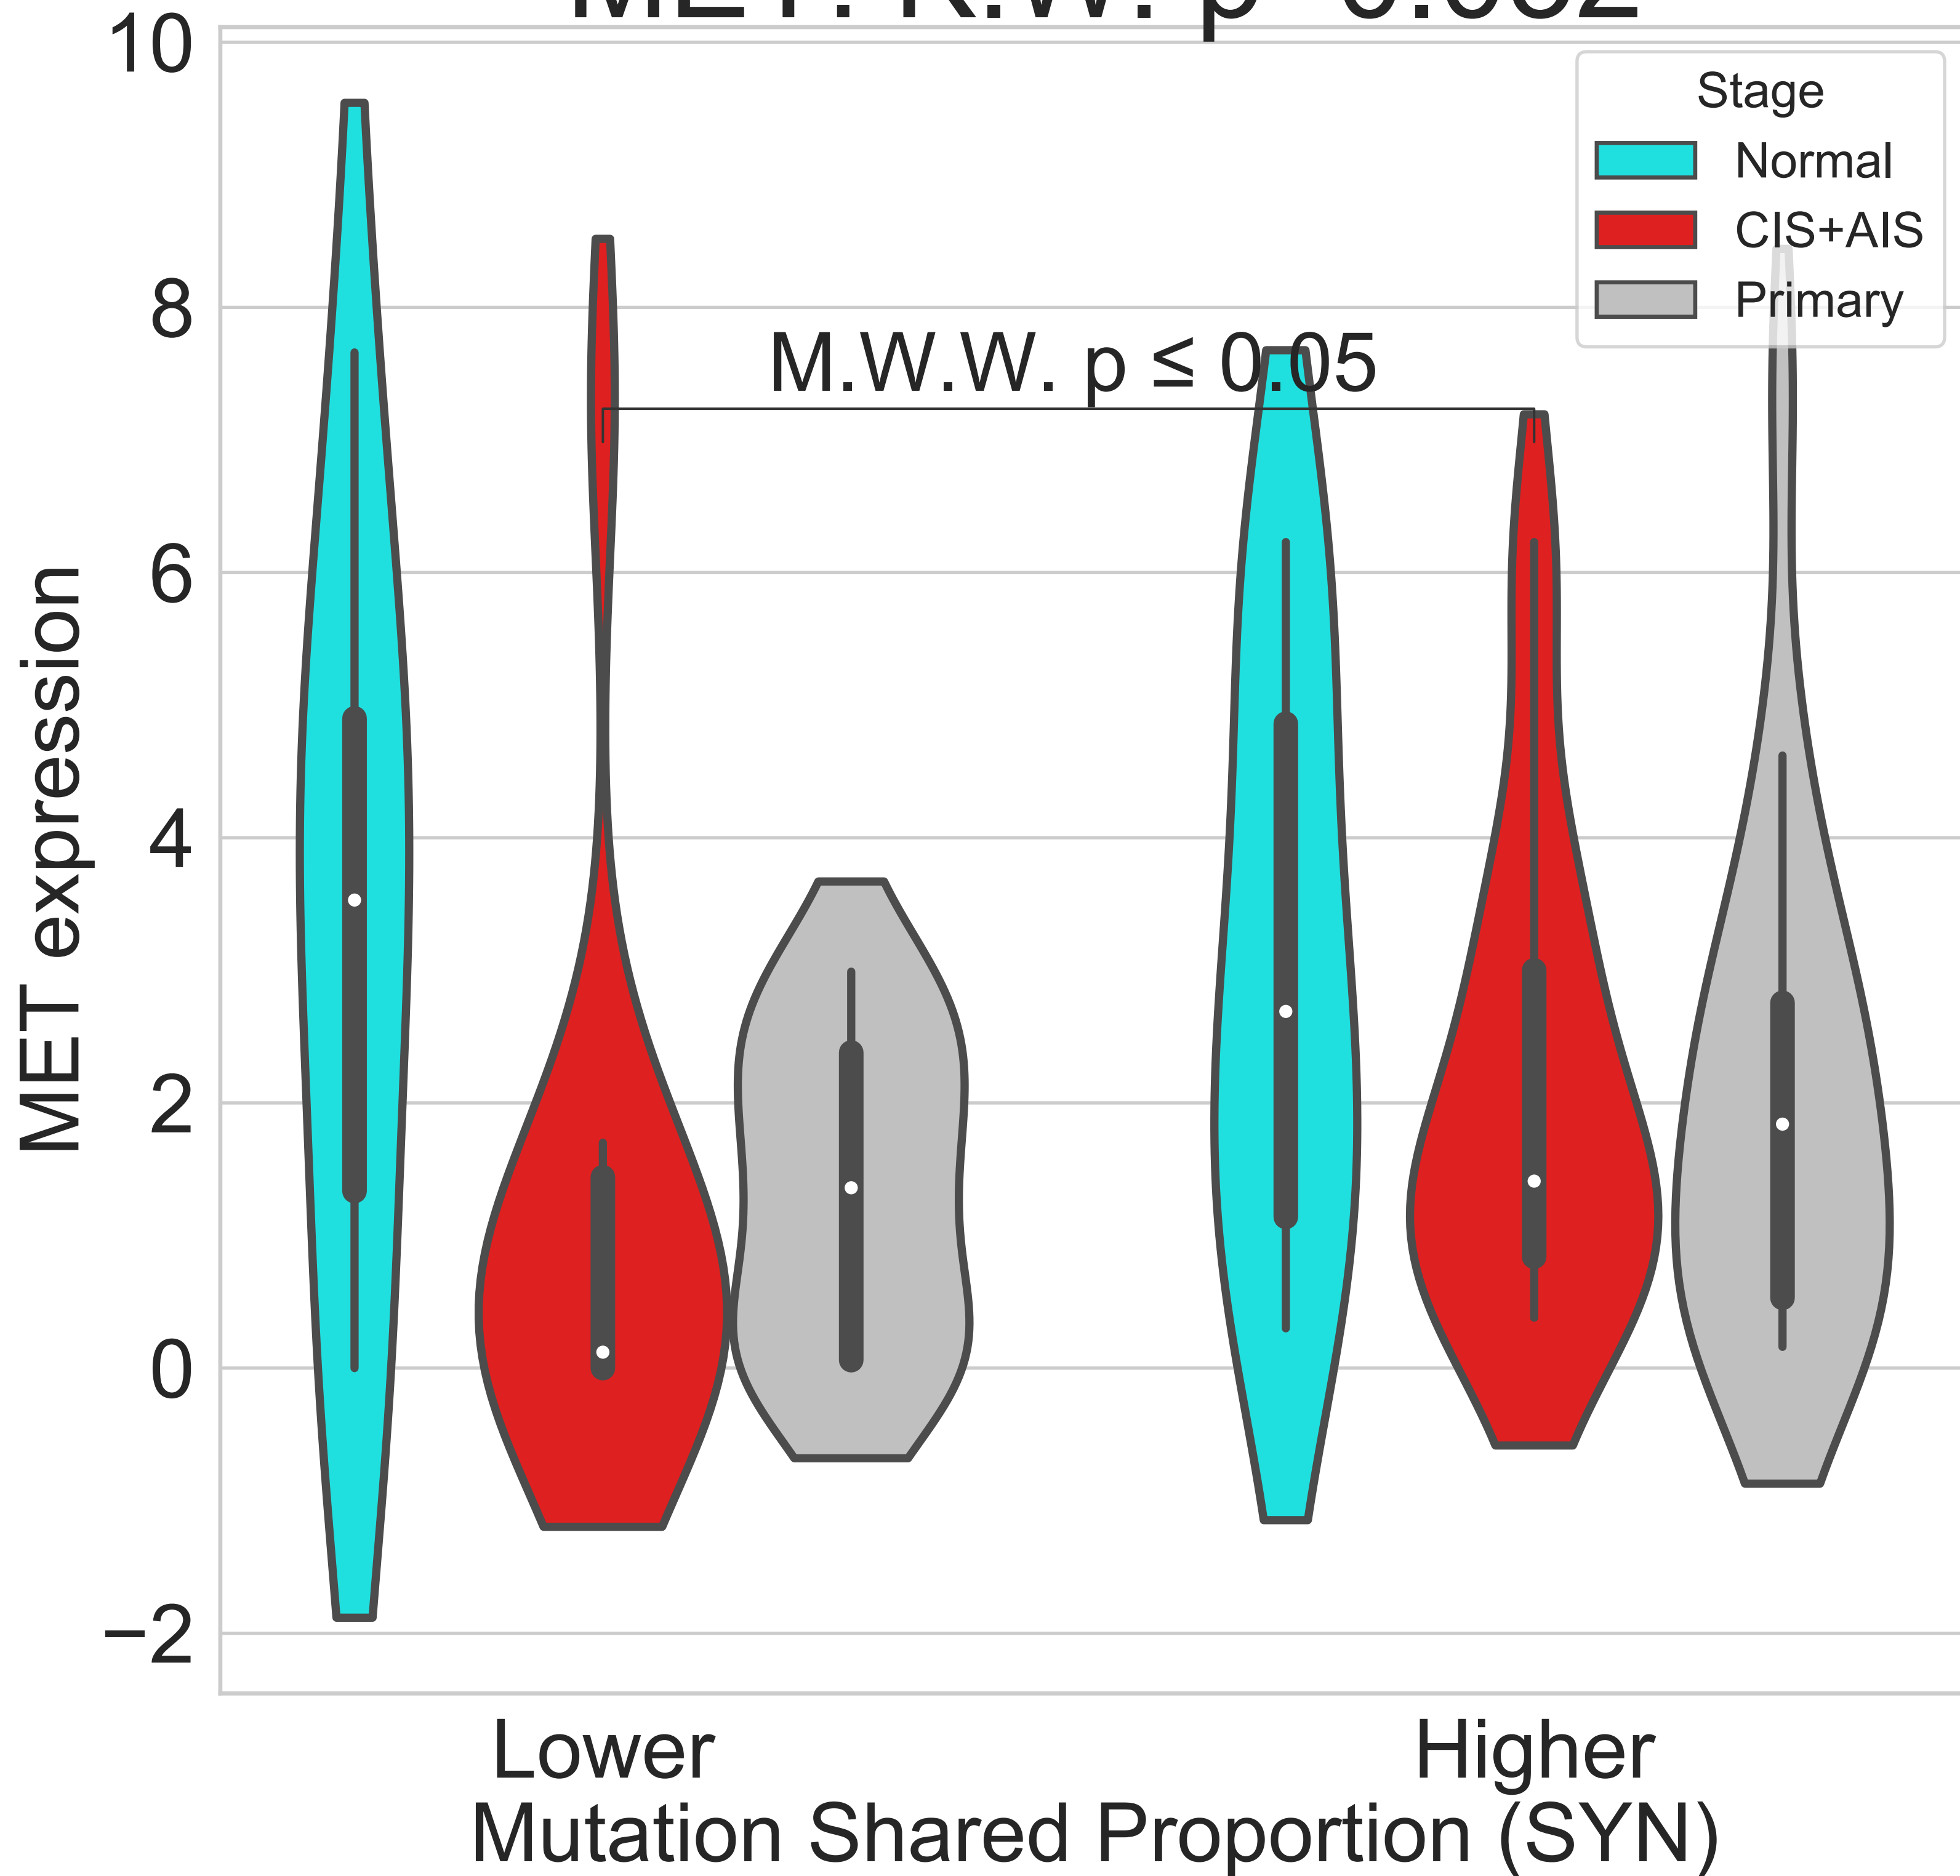 MET: K.W. p
10
8
6
4
2
0
−2
MET expression
Stage
Normal
CIS+AIS
Primary
M.W.W. p ≤ 0.05
Lower
Higher
Mutation Shared Proportion (SYN)